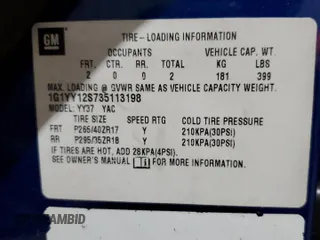 GM
TIRE-LOADING INFORMATION
OCCUPANTS VEHICLE CAP. WT.
FRT. CTR. RR. TOTAL KG LBS
2 0 0 2 181 399
MAX. LOADING @ GVWR SAME AS VEHICLE CAPACITY WEIGHT.
1G1YY12S735113198
MODEL: YY37 YAC
TIRE SIZE SPEED RTG COLD TIRE PRESSURE
FRT P265/40ZR17 Y 210KPA(30PSI)
RR P295/35ZR18 Y 210KPA(30PSI)
IF TIRES ARE HOT, ADD 28KPA(4PSI).
SEE OWNER'S MANUAL FOR MORE INFORMATION.